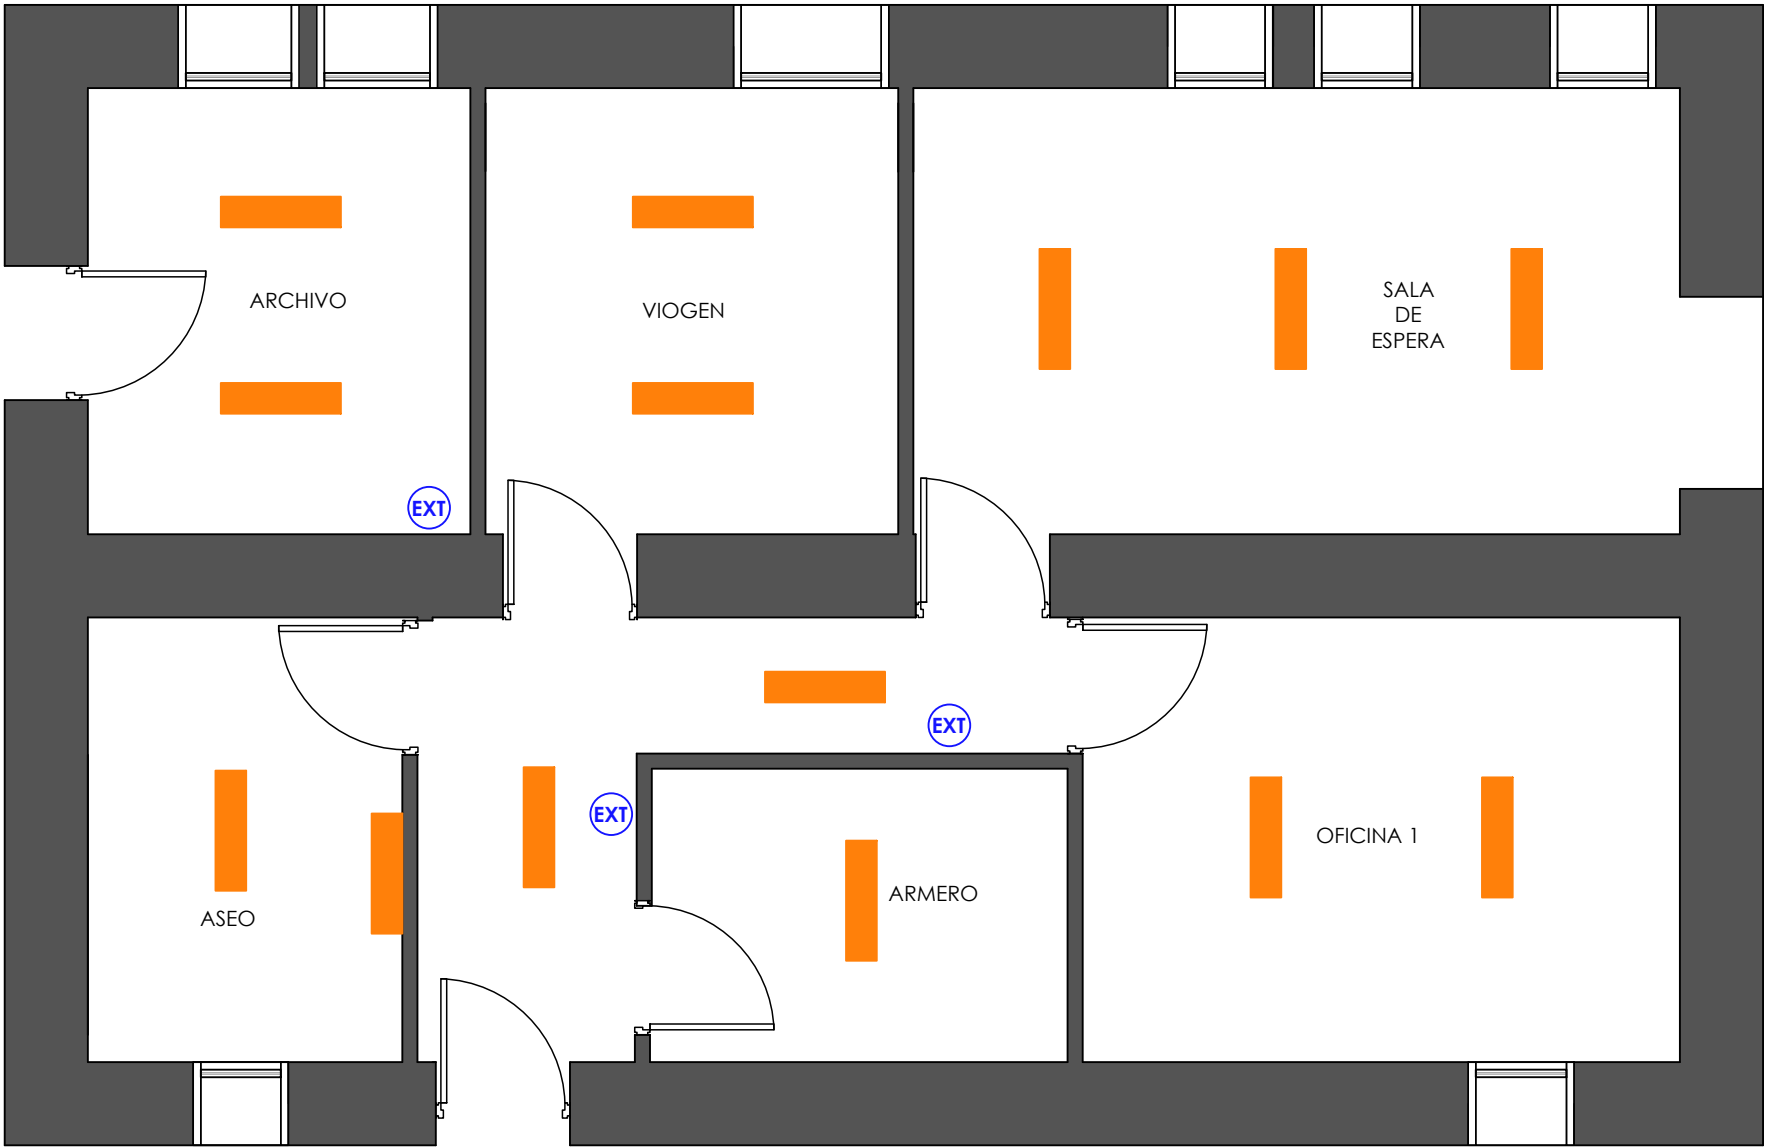 ARCHIVO
VIOGEN
SALA
DE
ESPERA
EXT
EXT
EXT
OFICINA 1
ARMERO
ASEO